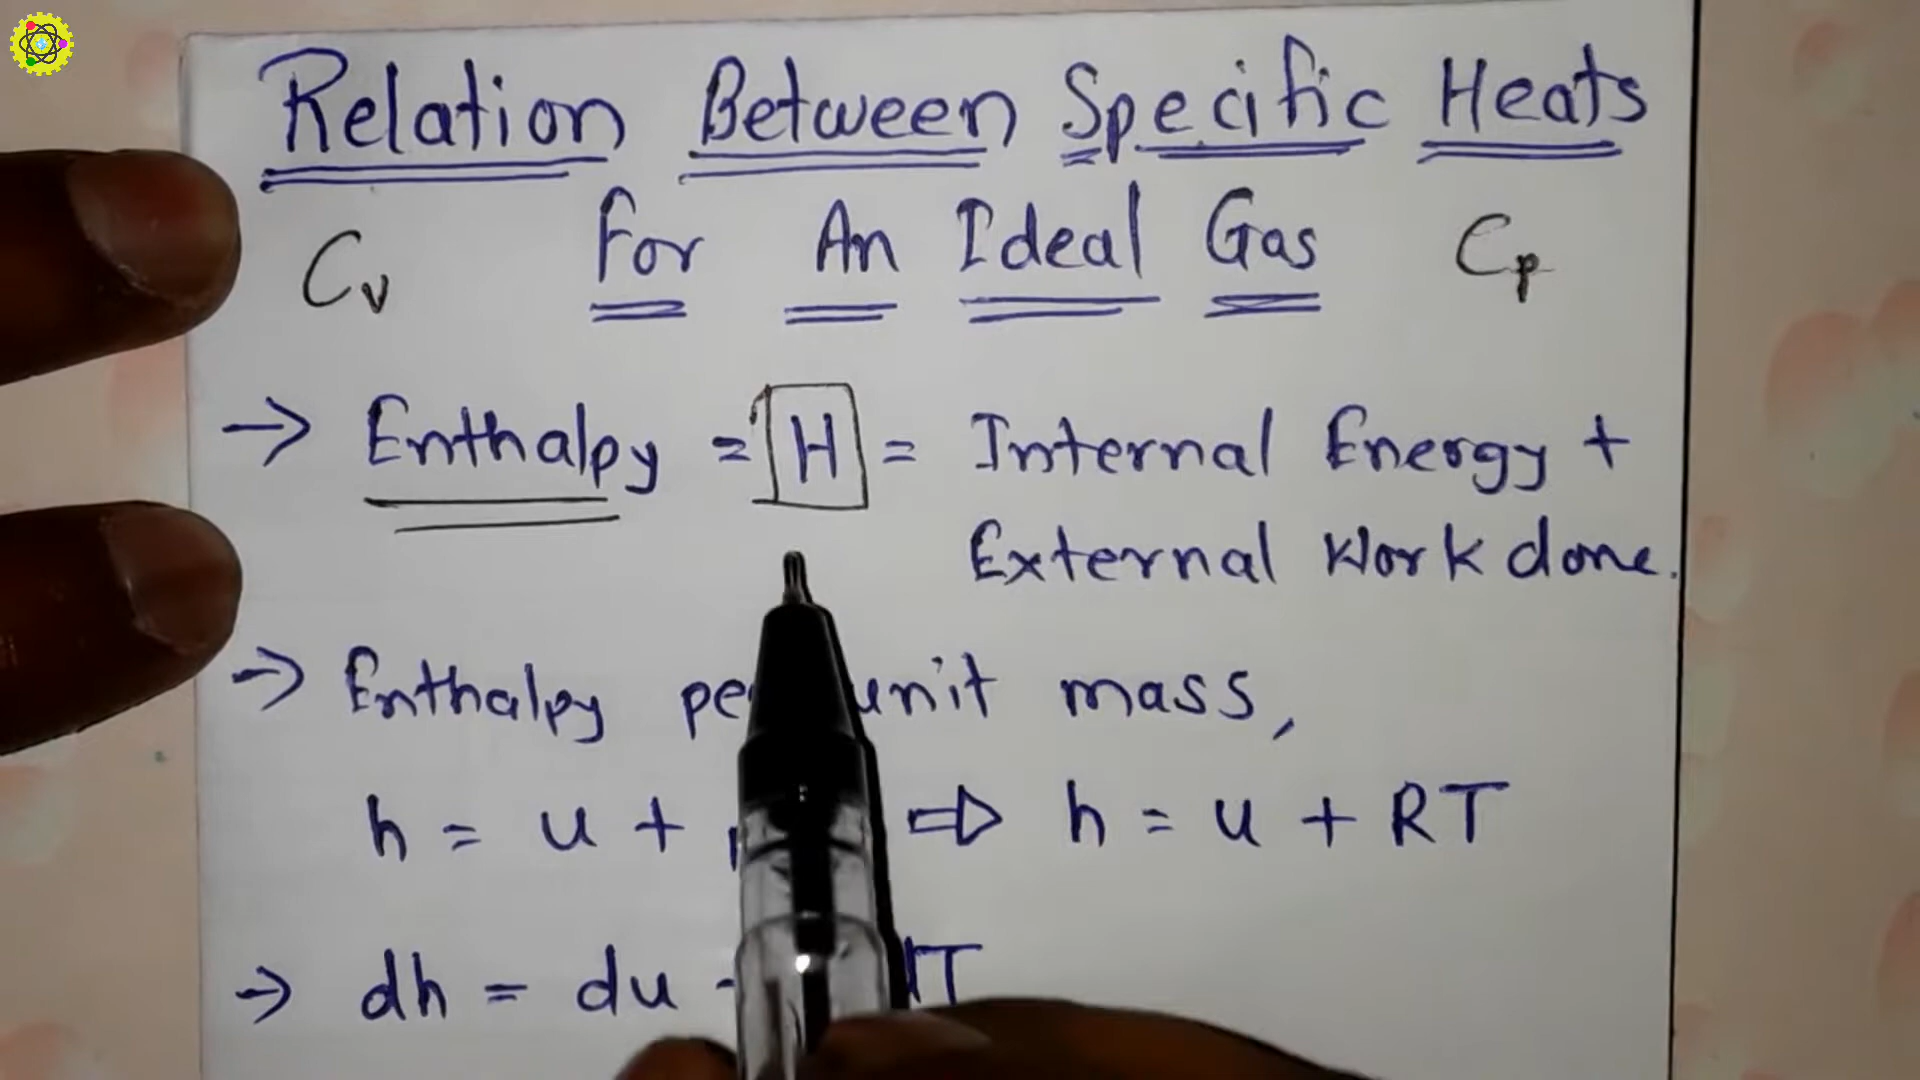 Relation Between Specific Heats
Cv For An Ideal Gas Cp
→ Enthalpy = H = Internal Energy +
External Work done.
→ Enthalpy unit mass,
h = u + ⇒ h = u + RT
→ dh = du